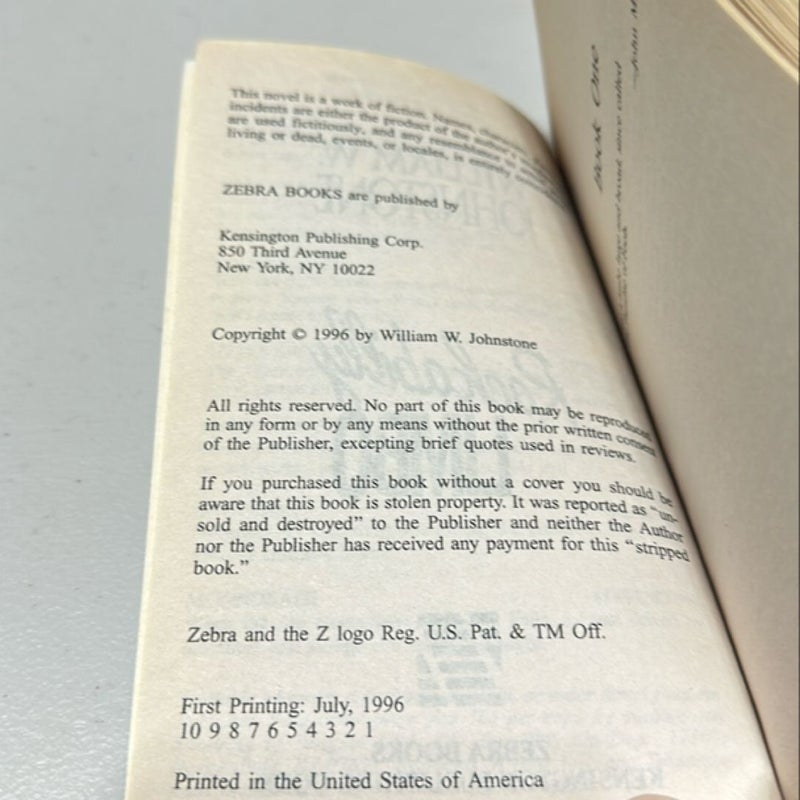 This novel is a work of fiction. Names,
incidents are either the product of the author's
are used fictitiously, and any resemblance to
living or dead, events, or locales, is entirely
ZEBRA BOOKS are published by
Kensington Publishing Corp.
850 Third Avenue
New York, NY 10022
Copyright © 1996 by William W. Johnstone
All rights reserved. No part of this book may be reproduced
in any form or by any means without the prior written consent
of the Publisher, excepting brief quotes used in reviews.
If you purchased this book without a cover you should be
aware that this book is stolen property. It was reported as “un-
sold and destroyed” to the Publisher and neither the Author
nor the Publisher has received any payment for this “stripped
book.”
Zebra and the Z logo Reg. U.S. Pat. & TM Off.
First Printing: July, 1996
10 9 8 7 6 5 4 3 2 1
Printed in the United States of America
Book One